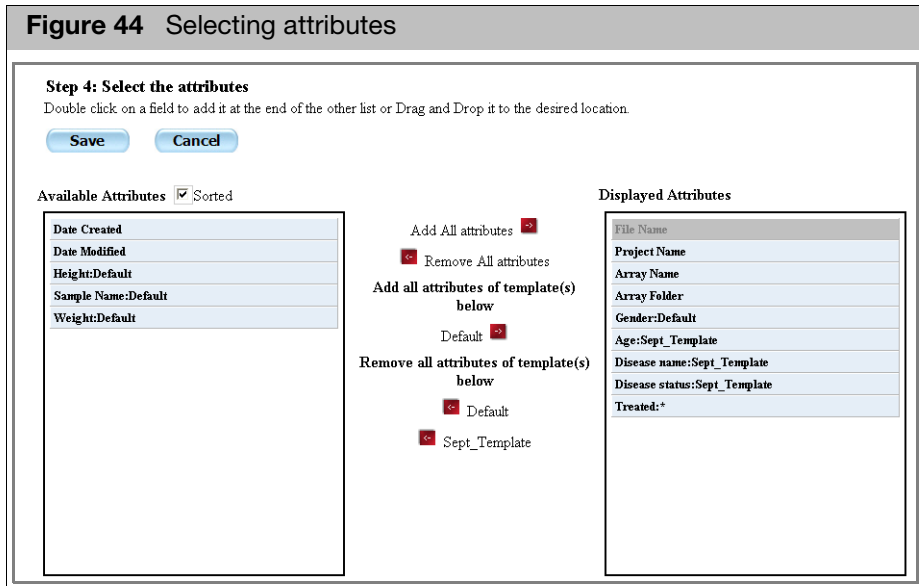 Figure 44 Selecting attributes
Step 4: Select the attributes
Double click on a field to add it at the end of the other list or Drag and Drop it to the desired location.
Save Cancel
Available Attributes Sorted
Date Created
Date Modified
Height:Default
Sample Name:Default
Weight:Default
Add All attributes ->
<- Remove All attributes
Add all attributes of template(s)
below
Default ->
Remove all attributes of template(s)
below
<- Default
<- Sept_Template
Displayed Attributes
File Name
Project Name
Array Name
Array Folder
Gender:Default
Age:Sept_Template
Disease name:Sept_Template
Disease status:Sept_Template
Treated:*